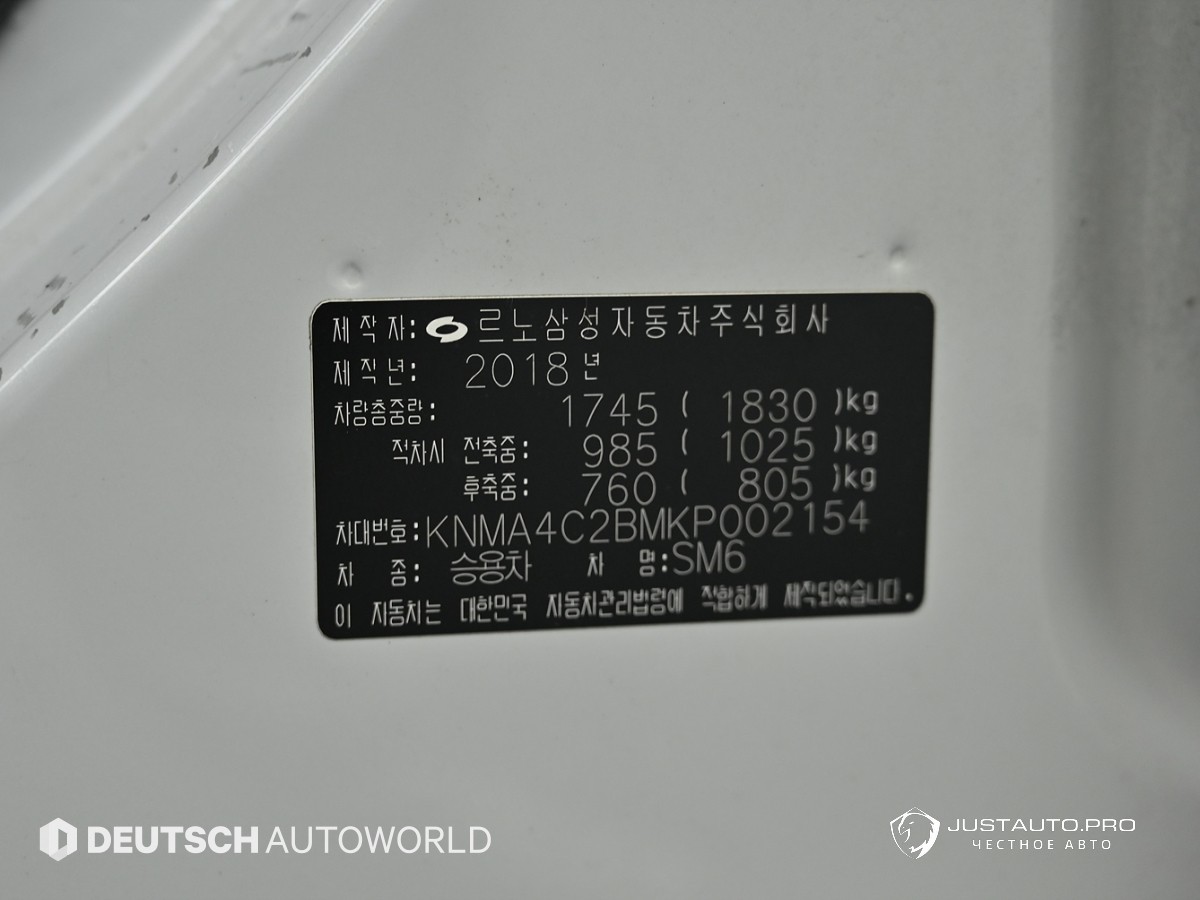 제 작 자: 르노삼성자동차주식회사
제 작 년: 2018년
차량총중량: 1745 ( 1830 )kg
적차시 전축중: 985 ( 1025 )kg
후축중: 760 ( 805 )kg
차대번호:KNMA4C2BMKP002154
차 종: 승용차 차 명:SM6
이 자동차는 대한민국 자동차관리법령에 적합하게 제작되었습니다.
DEUTSCH AUTOWORLD
JUSTAUTO.PRO
ЧЕСТНОЕ АВТО